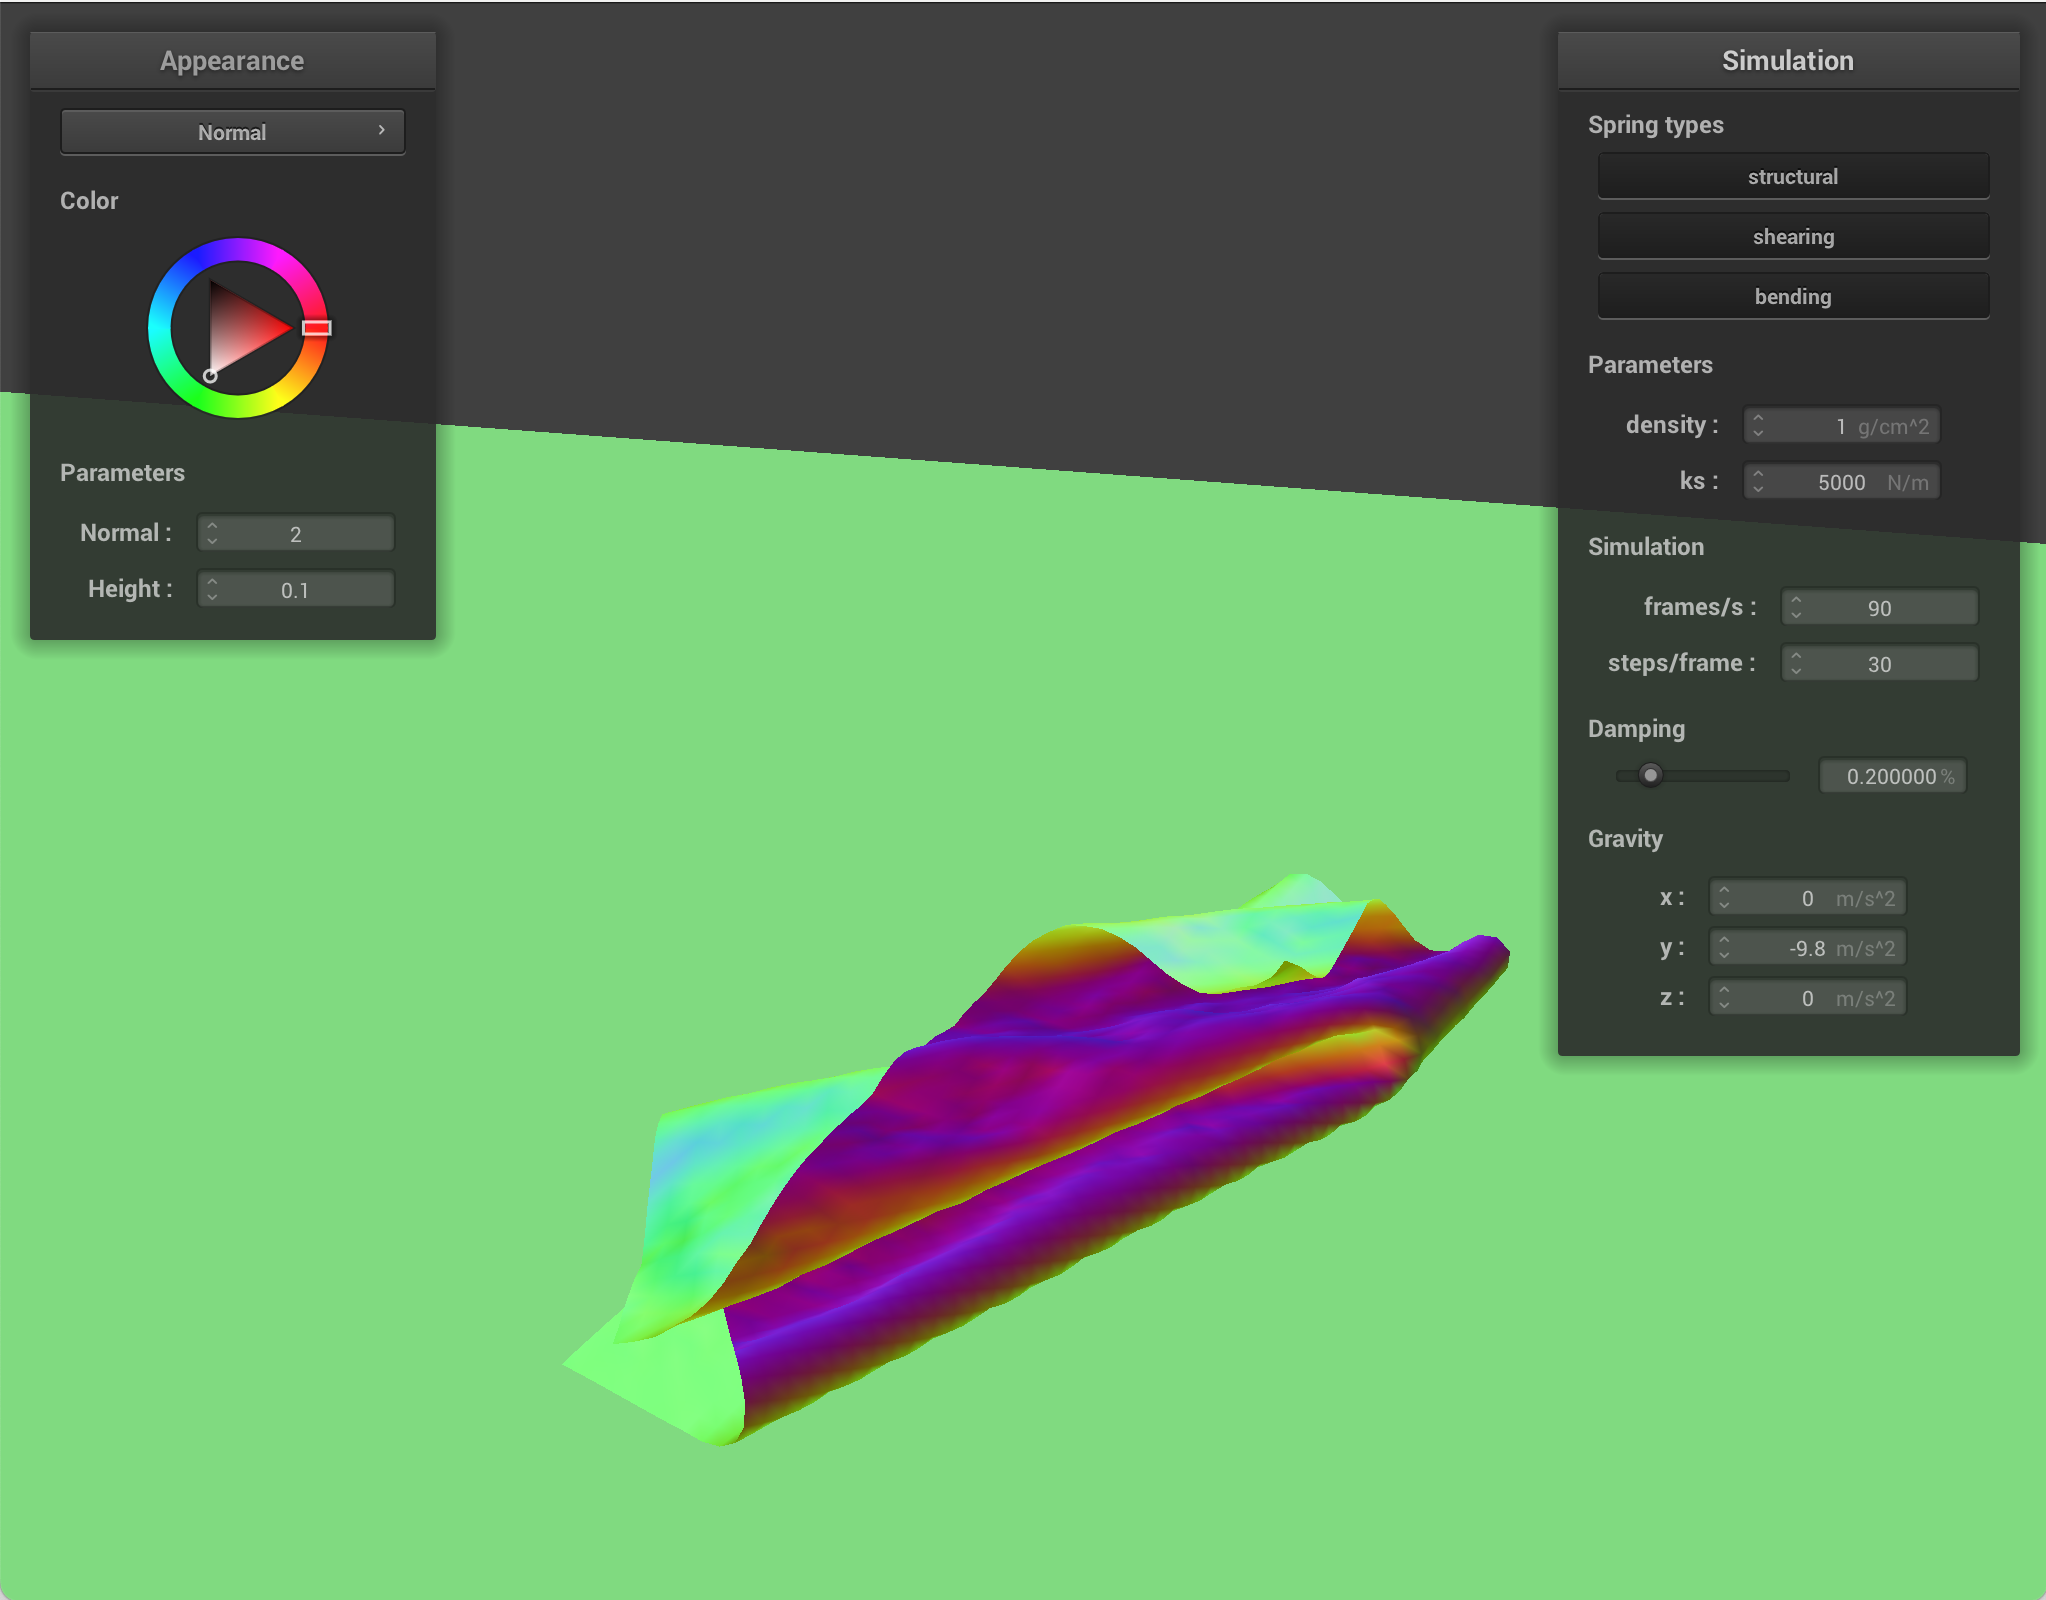 Appearance
Normal
Color
Parameters
Normal : 2
Height : 0.1
Simulation
Spring types
structural
shearing
bending
Parameters
density : 1 g/cm^2
ks : 5000 N/m
Simulation
frames/s : 90
steps/frame : 30
Damping
0.200000 %
Gravity
x : 0 m/s^2
y : -9.8 m/s^2
z : 0 m/s^2